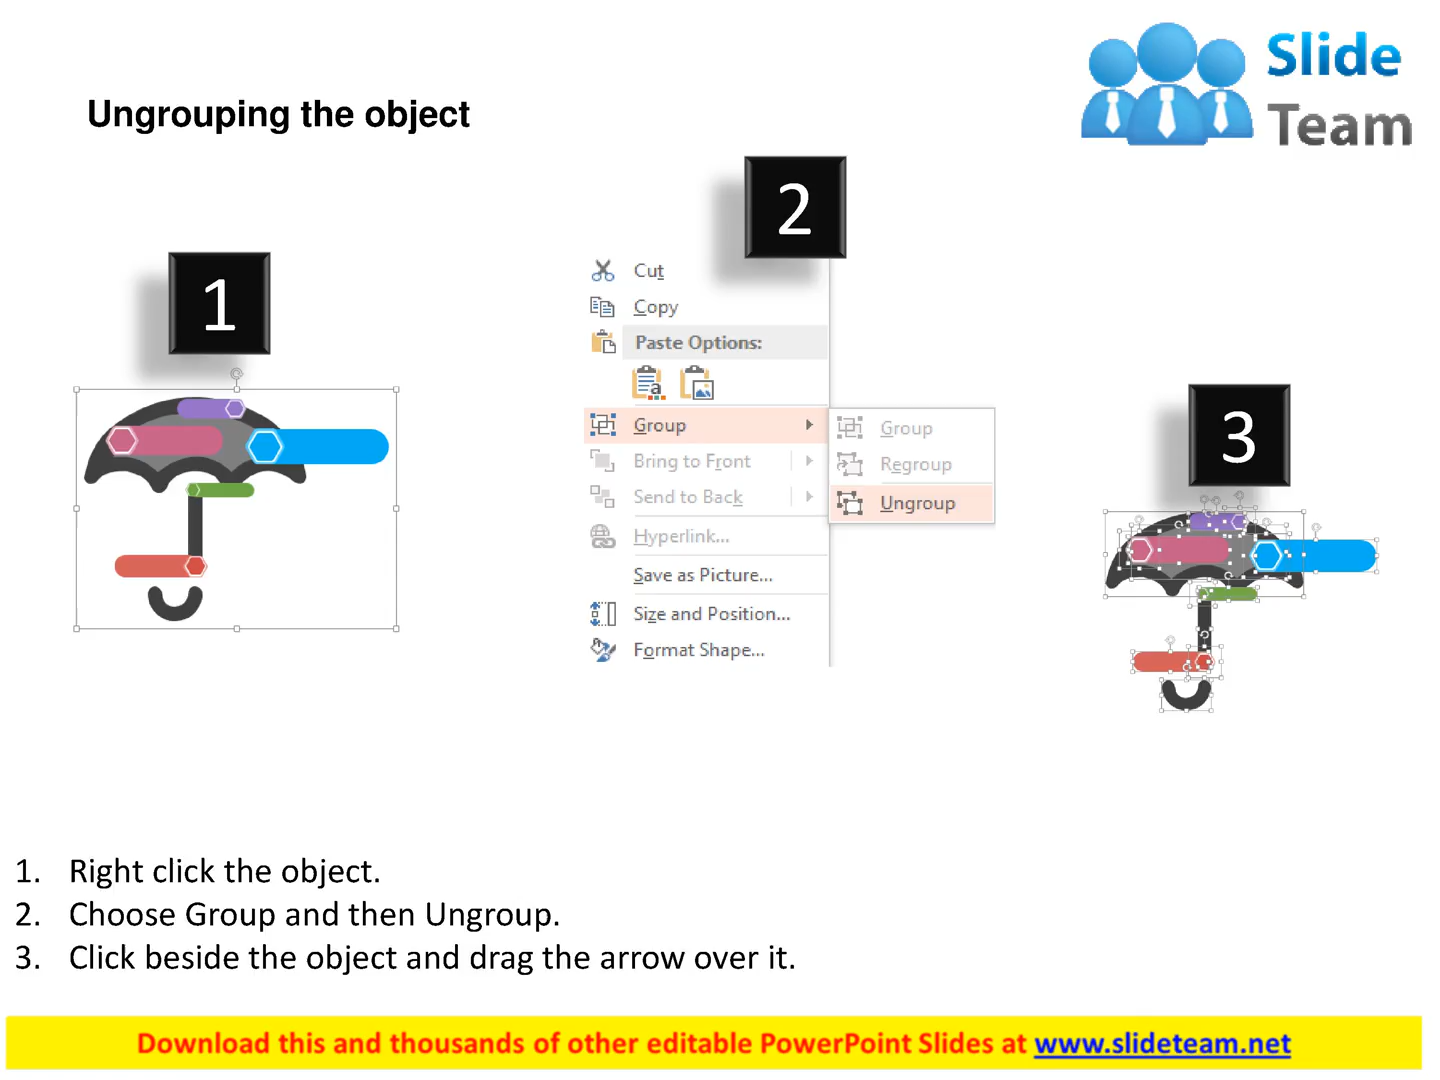 Slide
Team
Ungrouping the object
1
2
3
Cut
Copy
Paste Options:
a
Group
Bring to Front
Send to Back
Hyperlink...
Save as Picture...
Size and Position...
Format Shape...
Group
Regroup
Ungroup
1. Right click the object.
2. Choose Group and then Ungroup.
3. Click beside the object and drag the arrow over it.
Download this and thousands of other editable PowerPoint Slides at www.slideteam.net